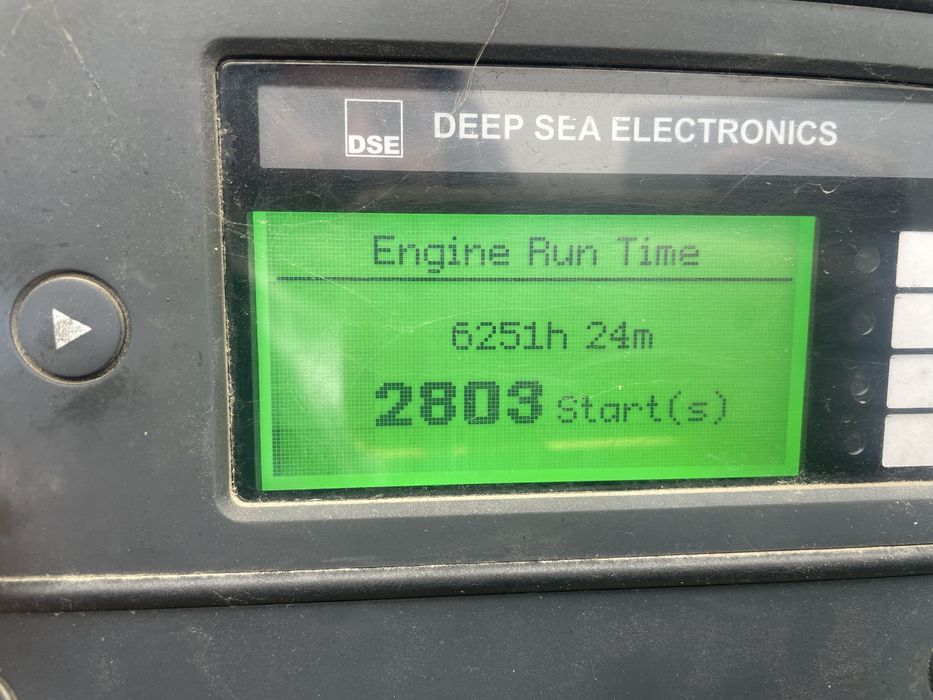 DSE DEEP SEA ELECTRONICS
Engine Run Time
6251h 24m
2803 Start(s)